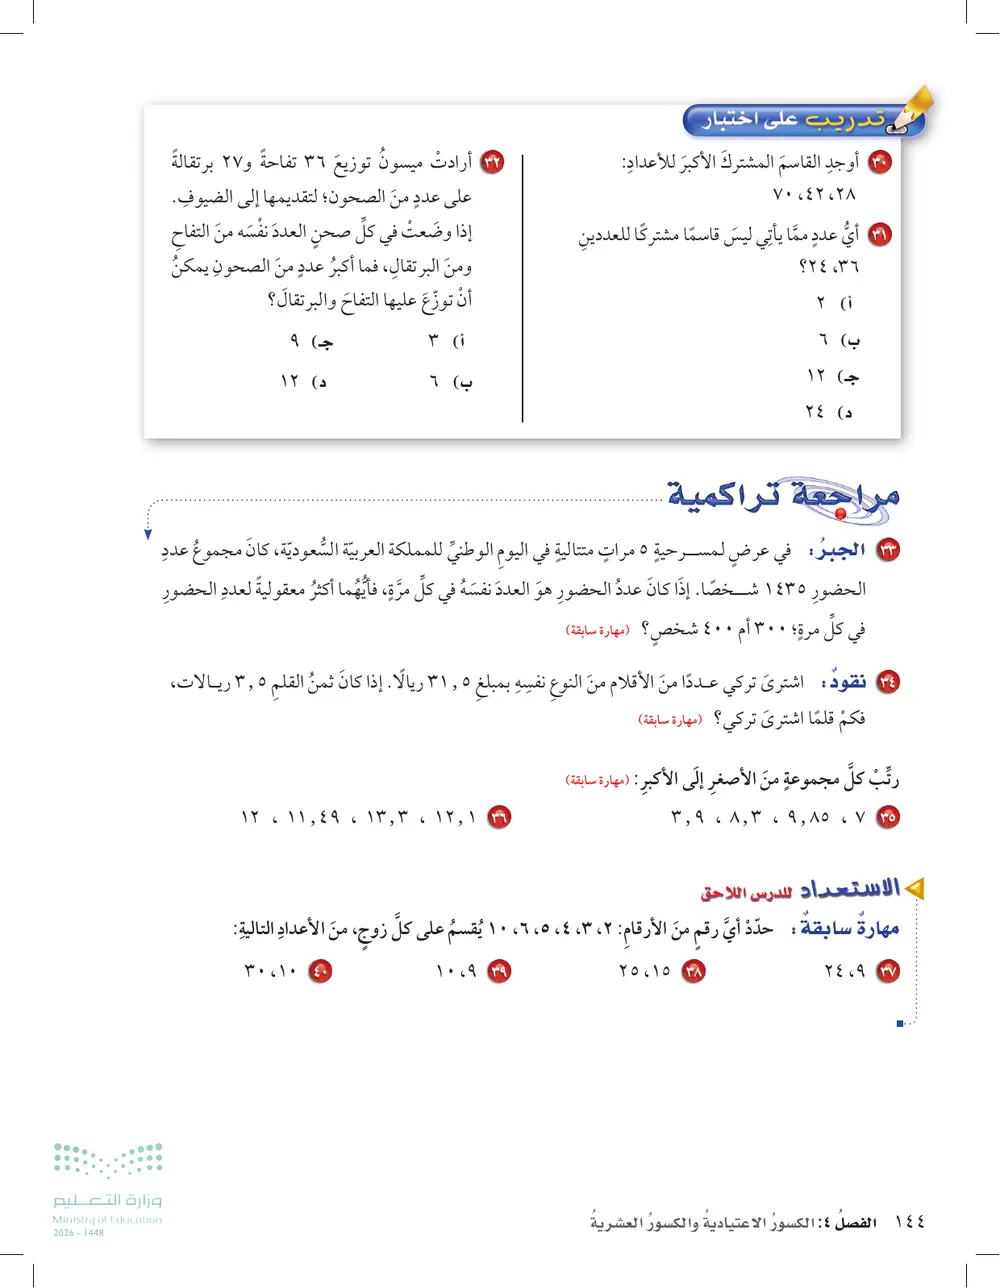 تدريب على اختبار
٣٠ أوجدِ القاسمَ المشتركَ الأكبرَ للأعدادِ:
٢٨، ٤٢، ٧٠
٣١ أيُّ عددٍ ممَّا يأتِي ليسَ قاسمًا مشتركًا للعددينِ
٣٦، ٢٤؟
أ) ٢
ب) ٦
جـ) ١٢
د) ٢٤
٣٢ أرادتْ ميسونُ توزيعَ ٣٦ تفاحةً و٢٧ برتقالةً
على عددٍ منَ الصحون؛ لتقديمها إلى الضيوفِ.
إذا وضَعتْ في كلِّ صحنٍ العددَ نفْسَه منَ التفاحِ
ومنَ البرتقالِ، فما أكبرُ عددٍ منَ الصحونِ يمكنُ
أنْ توزّعَ عليها التفاحَ والبرتقالَ؟
أ) ٣ جـ) ٩
ب) ٦ د) ١٢
مراجعة تراكمية
٣٣ الجبرُ: في عرضٍ لمسرحيةٍ ٥ مراتٍ متتاليةٍ في اليومِ الوطنيِّ للمملكة العربيّة السُّعوديّة، كانَ مجموعُ عددِ
الحضورِ ١٤٣٥ شخصًا. إذَا كانَ عددُ الحضورِ هوَ العددَ نفسَهُ في كلِّ مرَّةٍ، فأيُّهُما أكثرُ معقوليةً لعددِ الحضورِ
في كلِّ مرةٍ؛ ٣٠٠ أم ٤٠٠ شخصٍ؟ (مهارة سابقة)
٣٤ نقودٌ: اشترىَ تركي عددًا منَ الأقلام منَ النوعِ نفسِهِ بمبلغِ ٣١,٥ ريالًا. إذا كانَ ثمنُ القلمِ ٣,٥ ريالات،
فكمْ قلمًا اشترىَ تركي؟ (مهارة سابقة)
رتِّبْ كلَّ مجموعةٍ منَ الأصغرِ إلَى الأكبرِ: (مهارة سابقة)
٣٥ ٧ ، ٩,٨٥ ، ٨,٣ ، ٣,٩ ٣٦ ١٢,١ ، ١٣,٣ ، ١١,٤٩ ، ١٢
الاستعداد للدرس اللاحق
مهارةٌ سابقةٌ: حدّدْ أيَّ رقمٍ منَ الأرقامِ: ٢، ٣، ٤، ٥، ٦، ١٠ يُقسمُ على كلَّ زوجٍ، منَ الأعدادِ التاليةِ:
٣٧ ٩، ٢٤ ٣٨ ١٥، ٢٥ ٣٩ ٩، ١٠ ٤٠ ١٠، ٣٠
وزارة التعليم
Ministry of Education
2026 - 1448
١٤٤ الفصلُ ٤: الكسورُ الاعتياديةُ والكسورُ العشريةُ